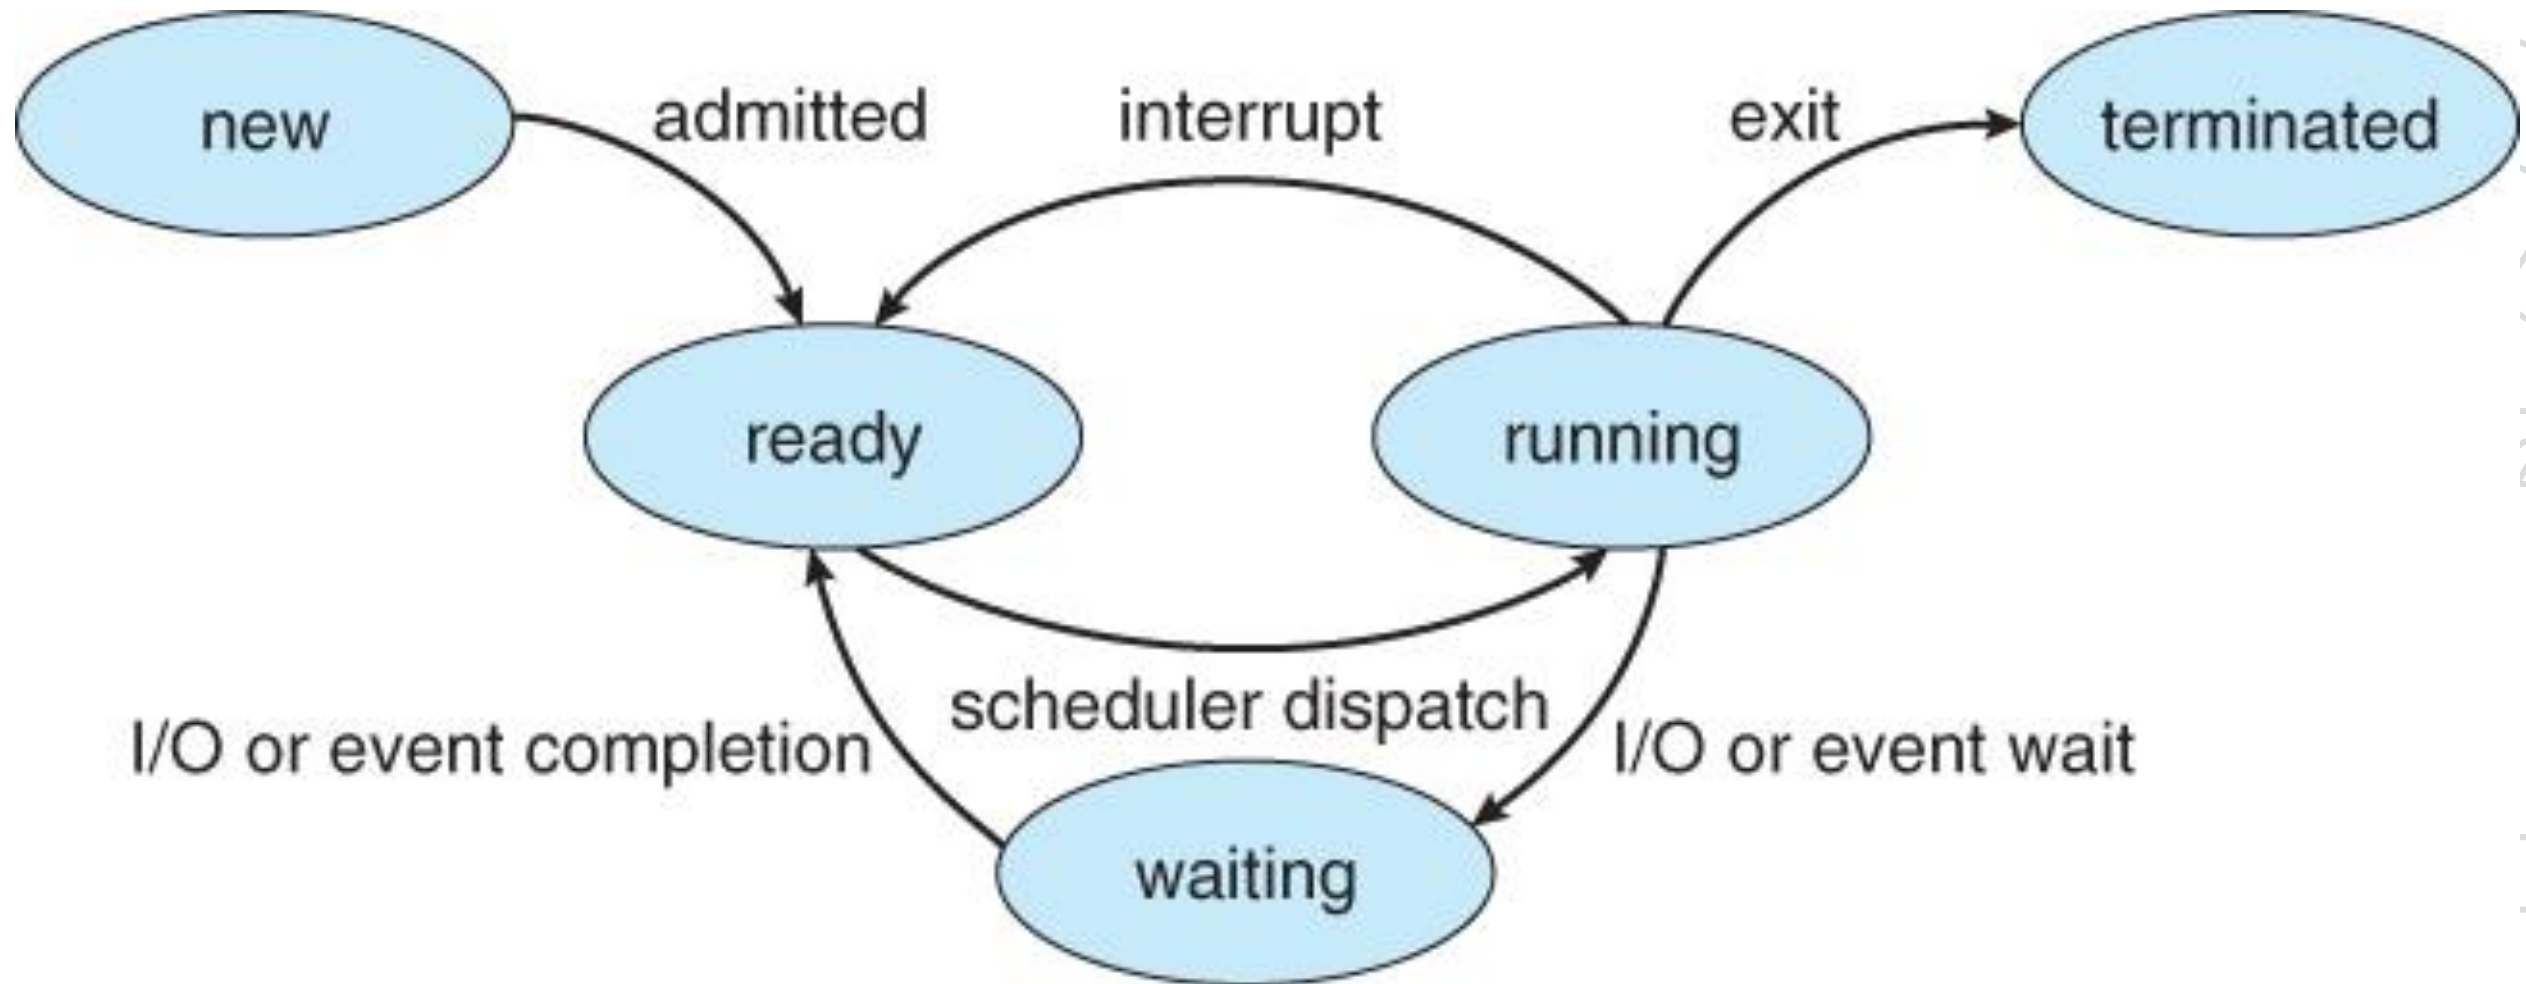 new
admitted
interrupt
exit
terminated
ready
running
scheduler dispatch
I/O or event completion
I/O or event wait
waiting